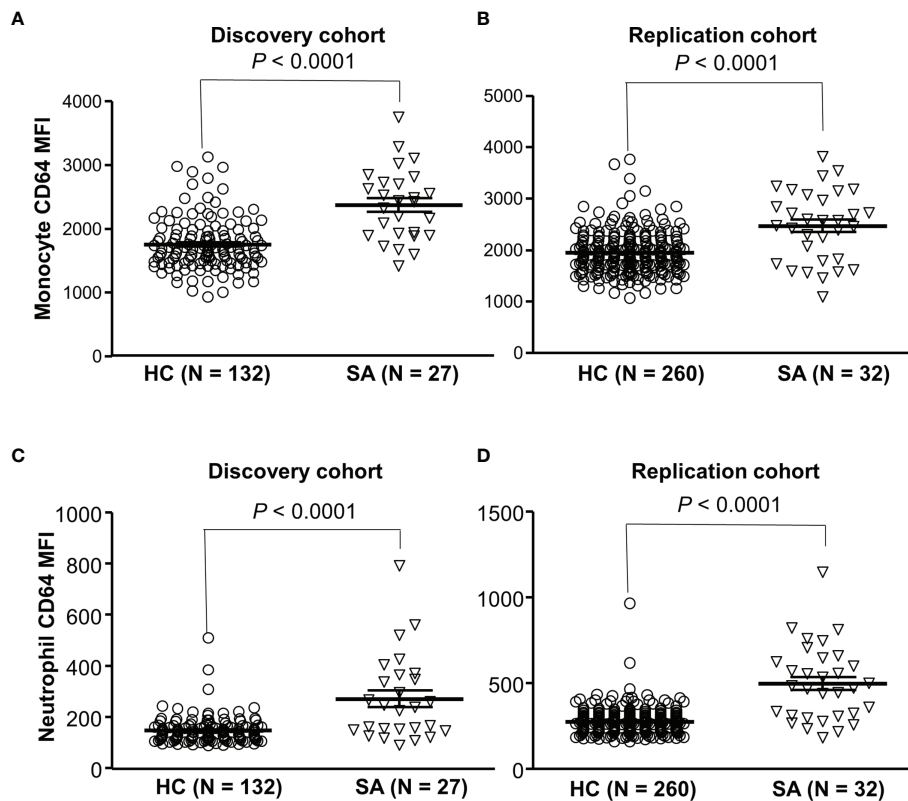 A
Discovery cohort
P < 0.0001
Monocyte CD64 MFI
4000
3000
2000
1000
0
HC (N = 132)
SA (N = 27)
B
Replication cohort
P < 0.0001
5000
4000
3000
2000
1000
0
HC (N = 260)
SA (N = 32)
C
Discovery cohort
P < 0.0001
Neutrophil CD64 MFI
1000
800
600
400
200
0
HC (N = 132)
SA (N = 27)
D
Replication cohort
P < 0.0001
1500
1000
500
0
HC (N = 260)
SA (N = 32)